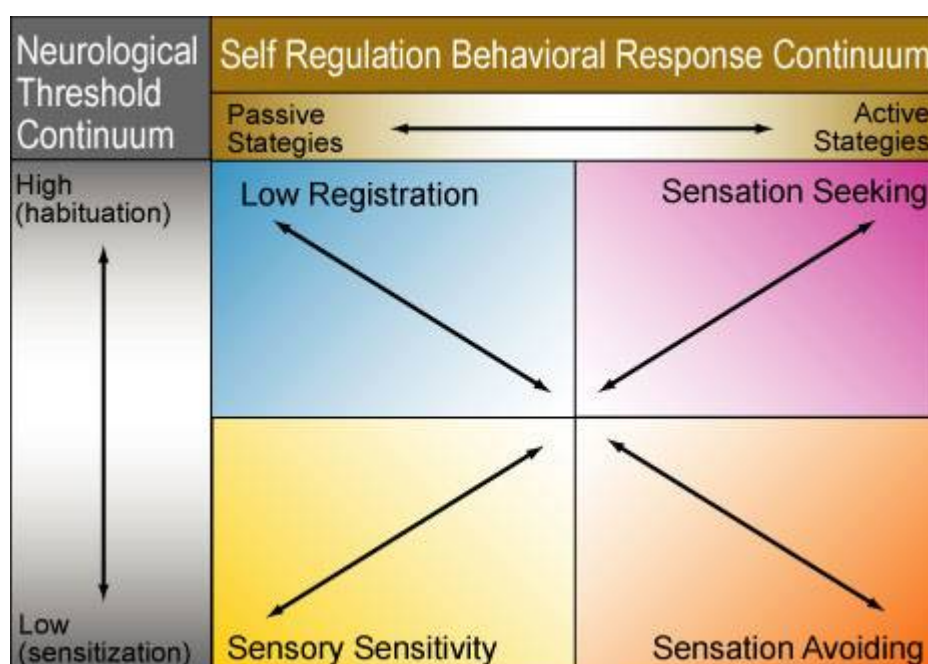 Neurological
Threshold
Continuum
Self Regulation Behavioral Response Continuum
Passive
Stategies
Active
Stategies
High
(habituation)
Low Registration
Sensation Seeking
Low
(sensitization)
Sensory Sensitivity
Sensation Avoiding